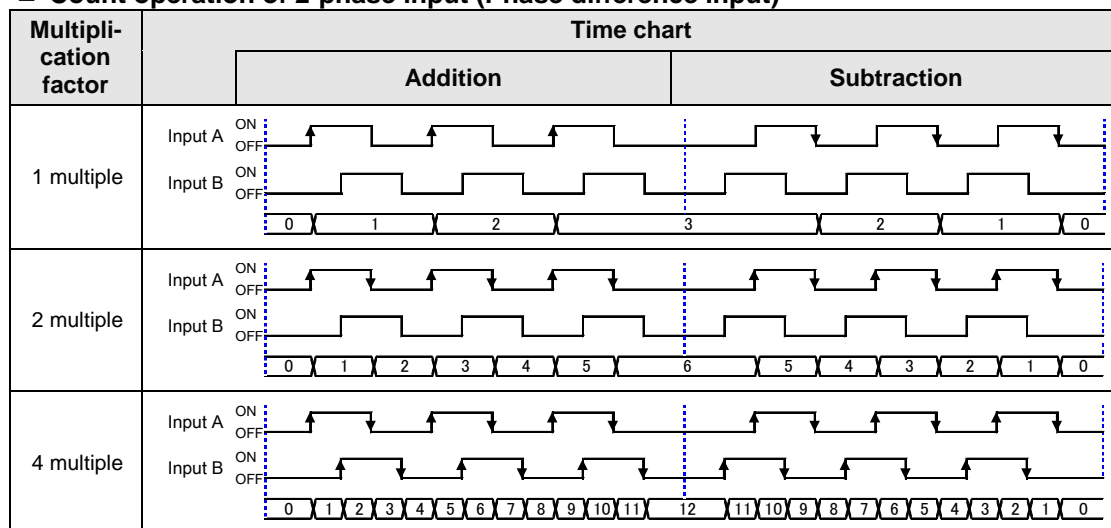 Count operation of 2-phase input (Phase difference input)
Multipli-
cation
factor
Time chart
Addition
Subtraction
1 multiple
Input A
ON
OFF
Input B
ON
OFF
0 1 2 3 2 1 0
2 multiple
Input A
ON
OFF
Input B
ON
OFF
0 1 2 3 4 5 6 5 4 3 2 1 0
4 multiple
Input A
ON
OFF
Input B
ON
OFF
0 1 2 3 4 5 6 7 8 9 10 11 12 11 10 9 8 7 6 5 4 3 2 1 0